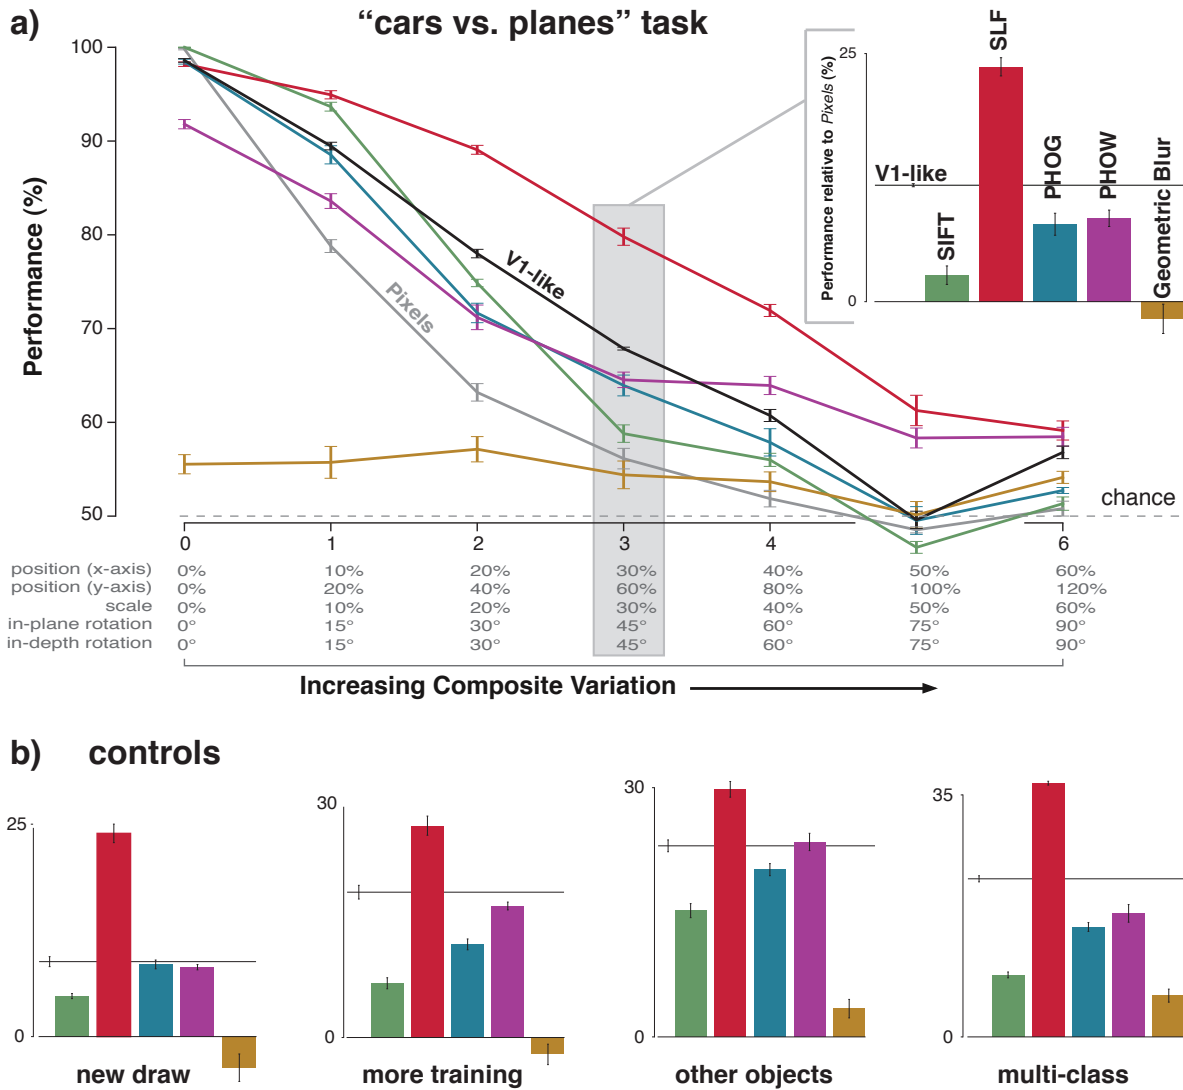 a)
“cars vs. planes” task
100
90
80
70
60
50
Performance (%)
Pixels
V1-like
chance
25
0
Performance relative to Pixels (%)
V1-like
SIFT
SLF
PHOG
PHOW
Geometric Blur
0 1 2 3 4 6
position (x-axis) 0% 10% 20% 30% 40% 50% 60%
position (y-axis) 0% 20% 40% 60% 80% 100% 120%
scale 0% 10% 20% 30% 40% 50% 60%
in-plane rotation 0° 15° 30° 45° 60° 75° 90°
in-depth rotation 0° 15° 30° 45° 60° 75° 90°
Increasing Composite Variation
b) controls
25
0
new draw
30
0
more training
30
0
other objects
35
0
multi-class